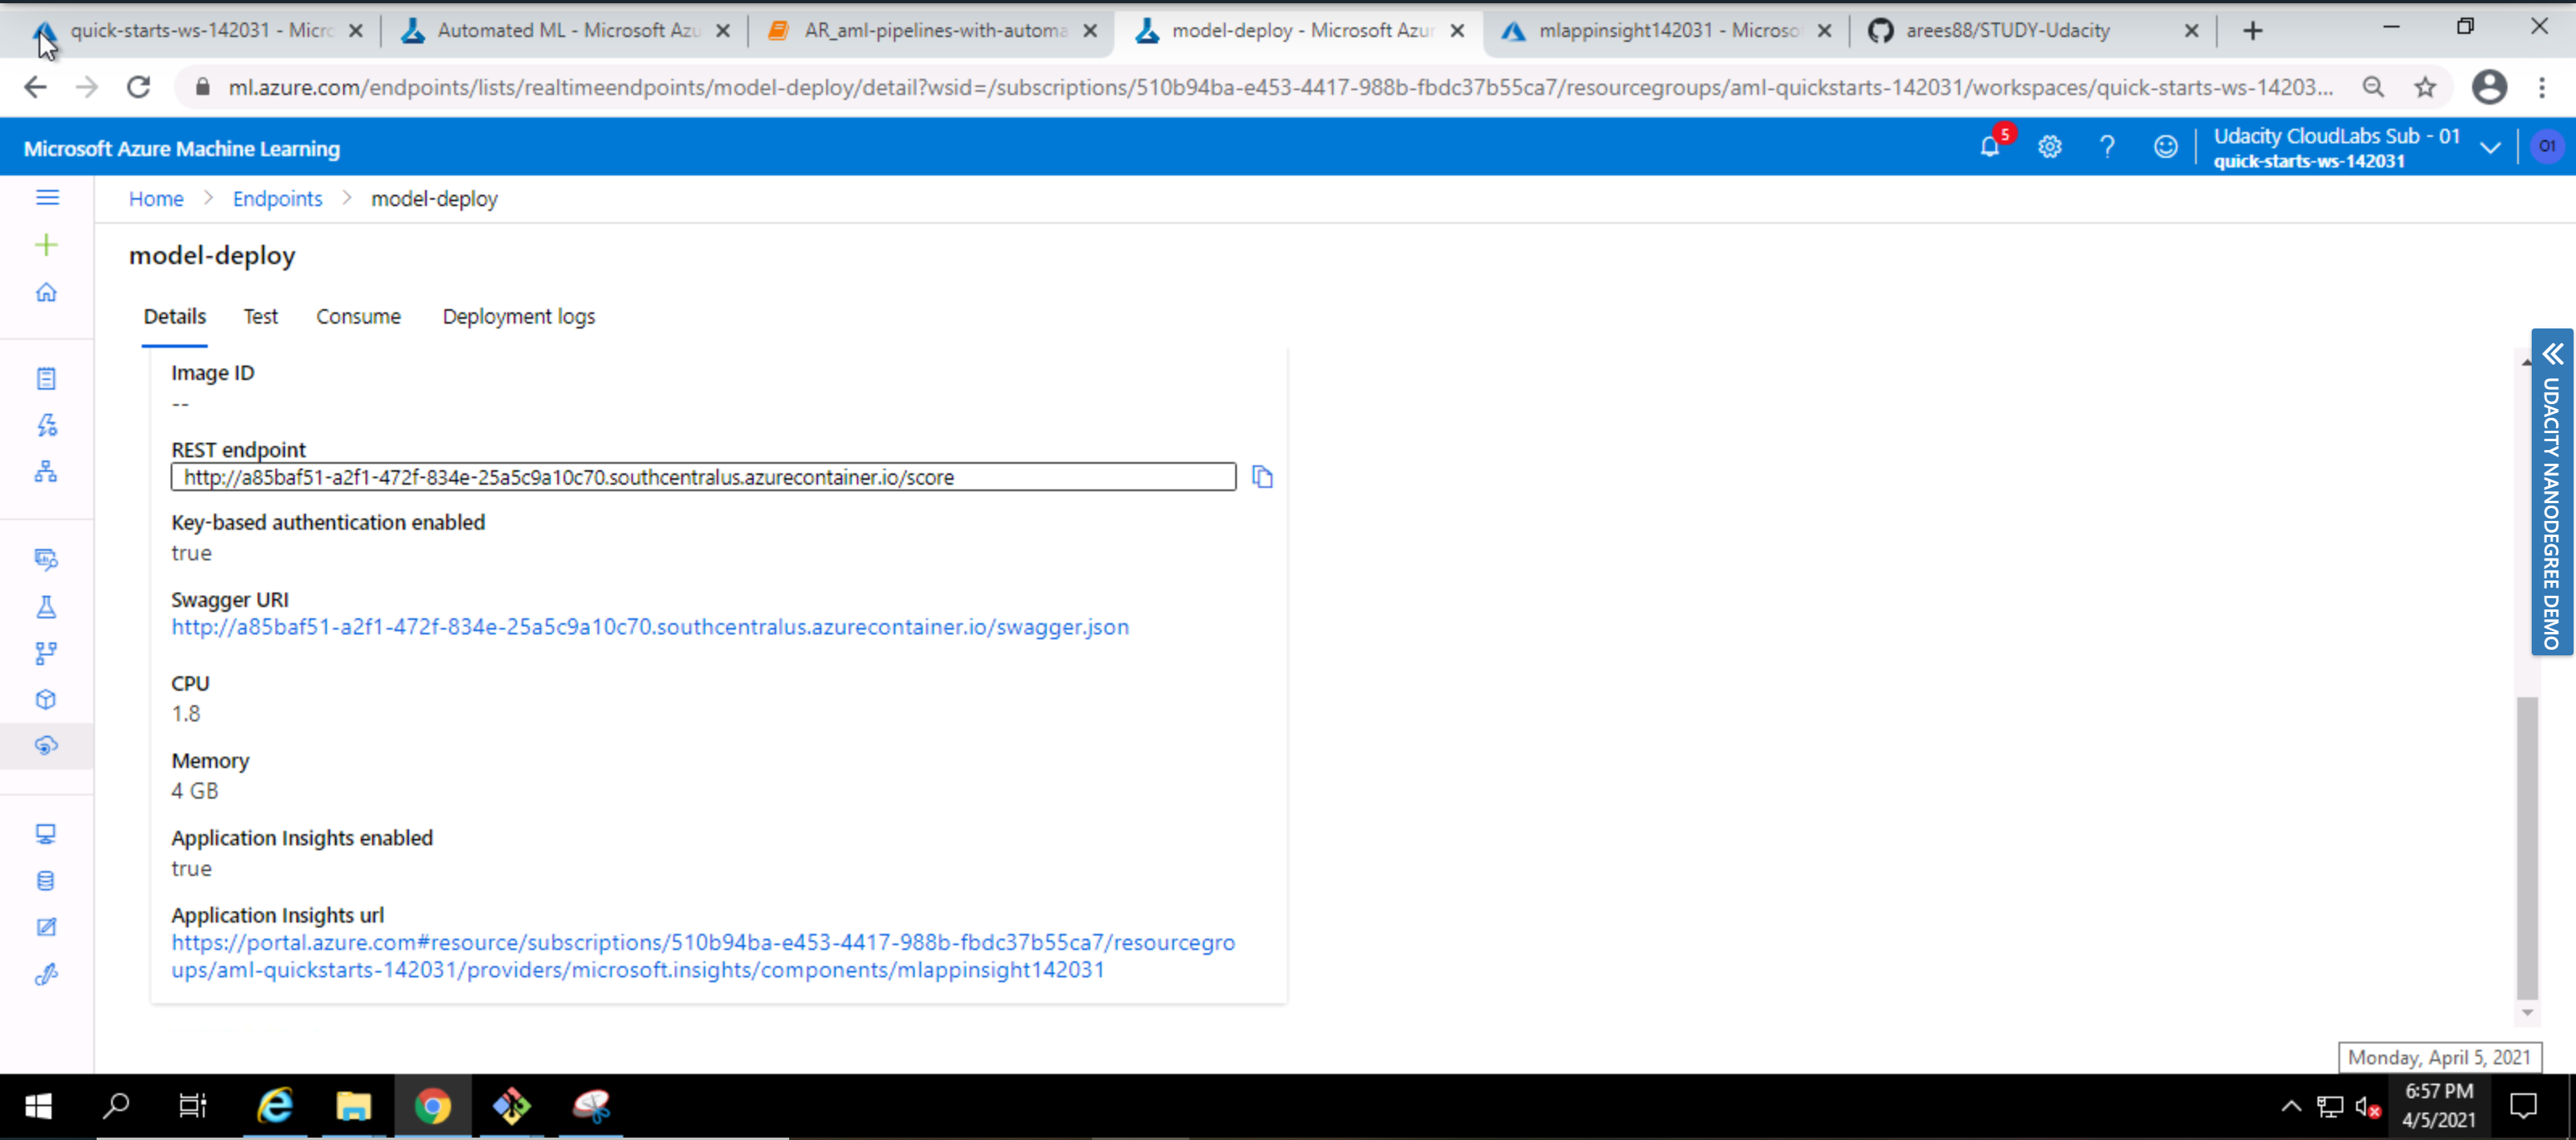 quick-starts-ws-142031 - Micro
Automated ML - Microsoft Azu
AR_aml-pipelines-with-automa
model-deploy - Microsoft Azur
mlappinsight142031 - Microso
arees88/STUDY-Udacity
ml.azure.com/endpoints/lists/realtimeendpoints/model-deploy/detail?wsid=/subscriptions/510b94ba-e453-4417-988b-fbdc37b55ca7/resourcegroups/aml-quickstarts-142031/workspaces/quick-starts-ws-14203...
Microsoft Azure Machine Learning
5
Udacity CloudLabs Sub - 01
quick-starts-ws-142031
O1
Home > Endpoints > model-deploy
model-deploy
Details Test Consume Deployment logs
Image ID
--
REST endpoint
http://a85baf51-a2f1-472f-834e-25a5c9a10c70.southcentralus.azurecontainer.io/score
Key-based authentication enabled
true
Swagger URI
http://a85baf51-a2f1-472f-834e-25a5c9a10c70.southcentralus.azurecontainer.io/swagger.json
CPU
1.8
Memory
4 GB
Application Insights enabled
true
Application Insights url
https://portal.azure.com#resource/subscriptions/510b94ba-e453-4417-988b-fbdc37b55ca7/resourcegro
ups/aml-quickstarts-142031/providers/microsoft.insights/components/mlappinsight142031
UDACITY NANODEGREE DEMO
Monday, April 5, 2021
6:57 PM
4/5/2021